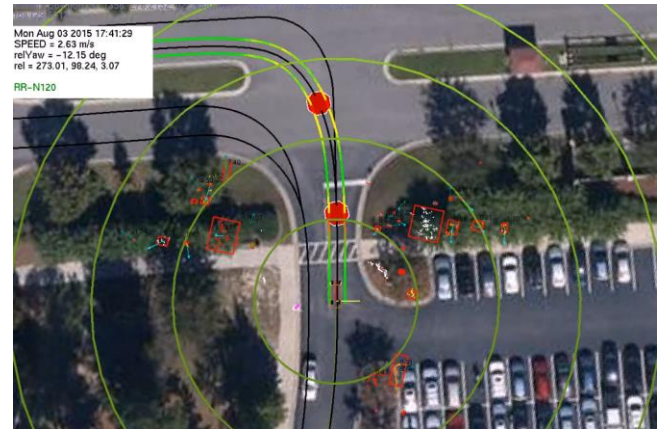 Mon Aug 03 2015 17:41:29
SPEED = 2.63 m/s
relYaw = −12.15 deg
rel = 273.01, 98.24, 3.07
RR-N120